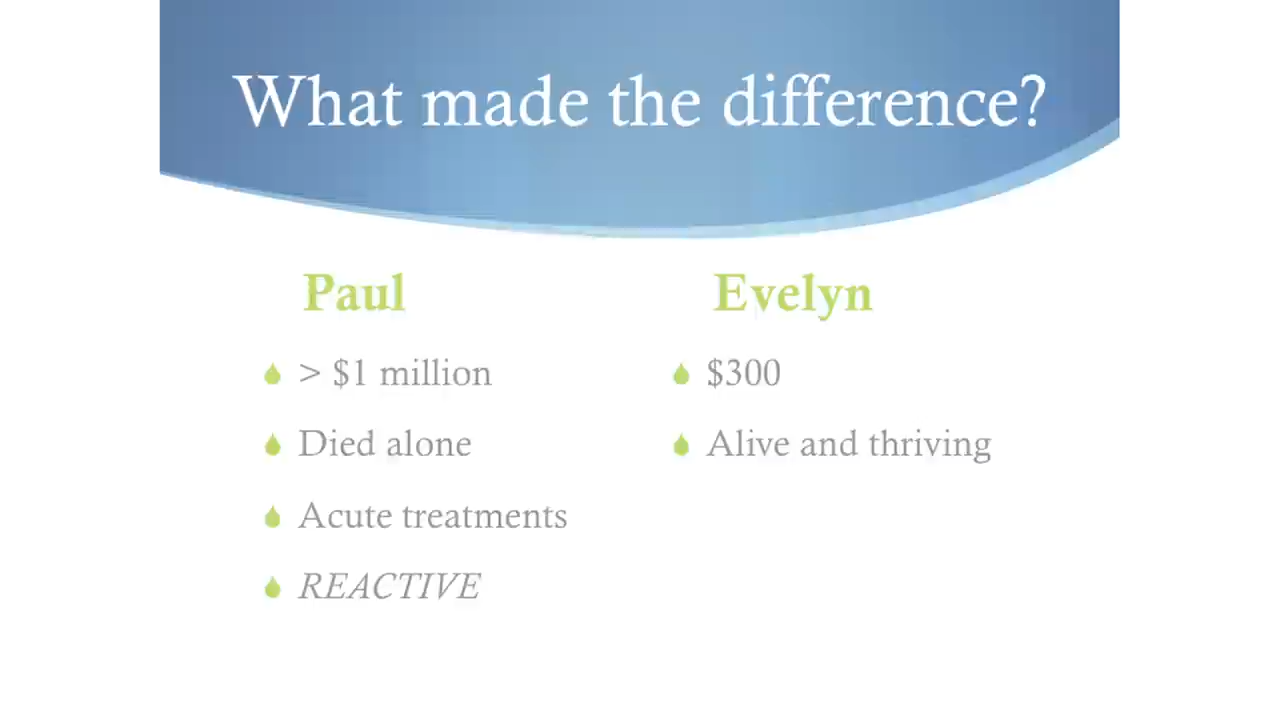 What made the difference?
Paul
> $1 million
Died alone
Acute treatments
REACTIVE
Evelyn
$300
Alive and thriving